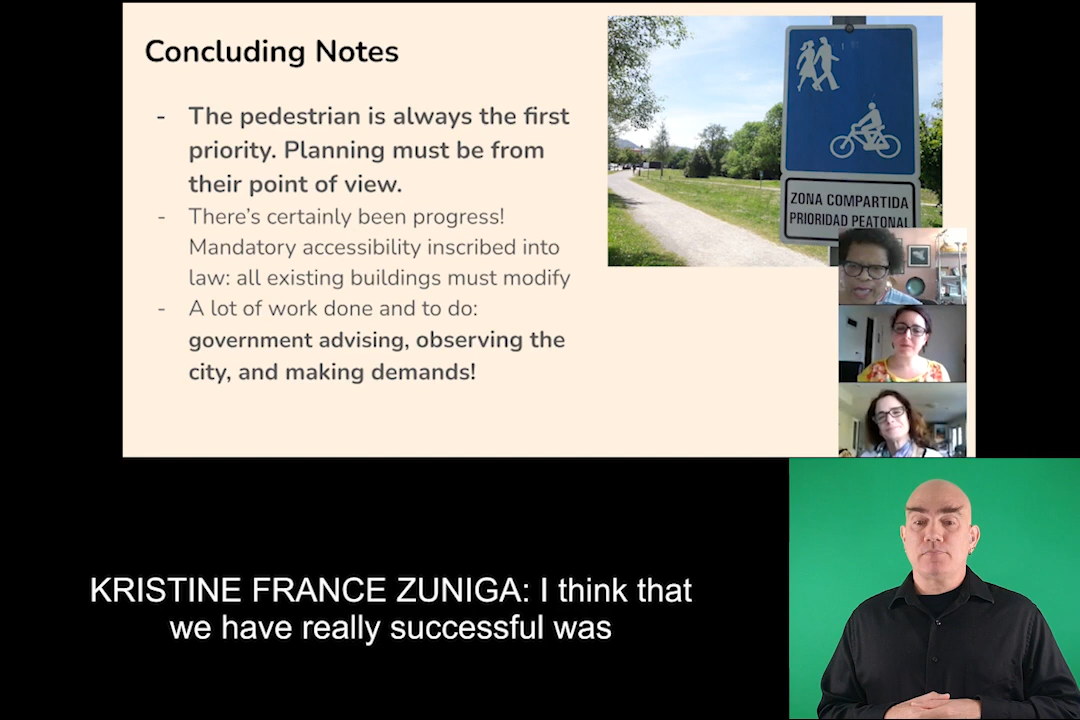 Concluding Notes
- The pedestrian is always the first
priority. Planning must be from
their point of view.
- There's certainly been progress!
Mandatory accessibility inscribed into
law: all existing buildings must modify
- A lot of work done and to do:
government advising, observing the
city, and making demands!
ZONA COMPARTIDA
PRIORIDAD PEATONAL
KRISTINE FRANCE ZUNIGA: I think that
we have really successful was